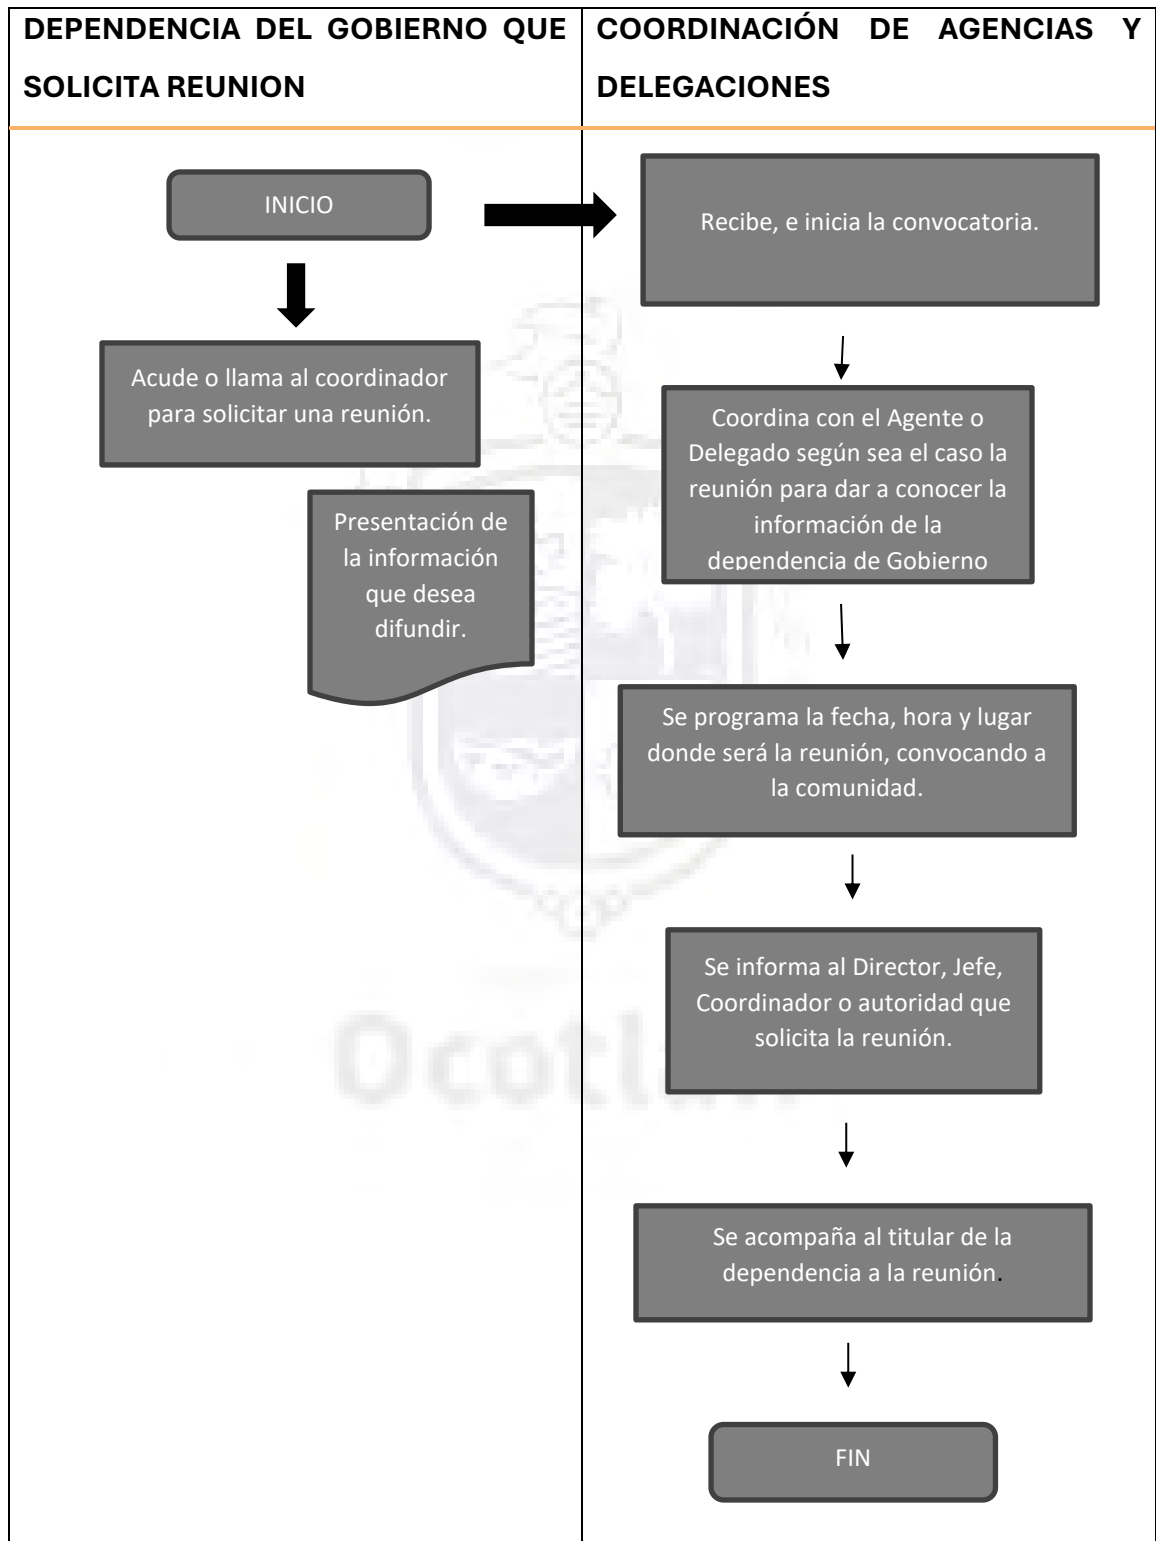 DEPENDENCIA DEL GOBIERNO QUE
SOLICITA REUNION
COORDINACIÓN DE AGENCIAS Y
DELEGACIONES
INICIO
Acude o llama al coordinador
para solicitar una reunión.
Presentación de
la información
que desea
difundir.
Recibe, e inicia la convocatoria.
Coordina con el Agente o
Delegado según sea el caso la
reunión para dar a conocer la
información de la
dependencia de Gobierno
Se programa la fecha, hora y lugar
donde será la reunión, convocando a
la comunidad.
Se informa al Director, Jefe,
Coordinador o autoridad que
solicita la reunión.
Se acompaña al titular de la
dependencia a la reunión.
FIN
Ocotlán